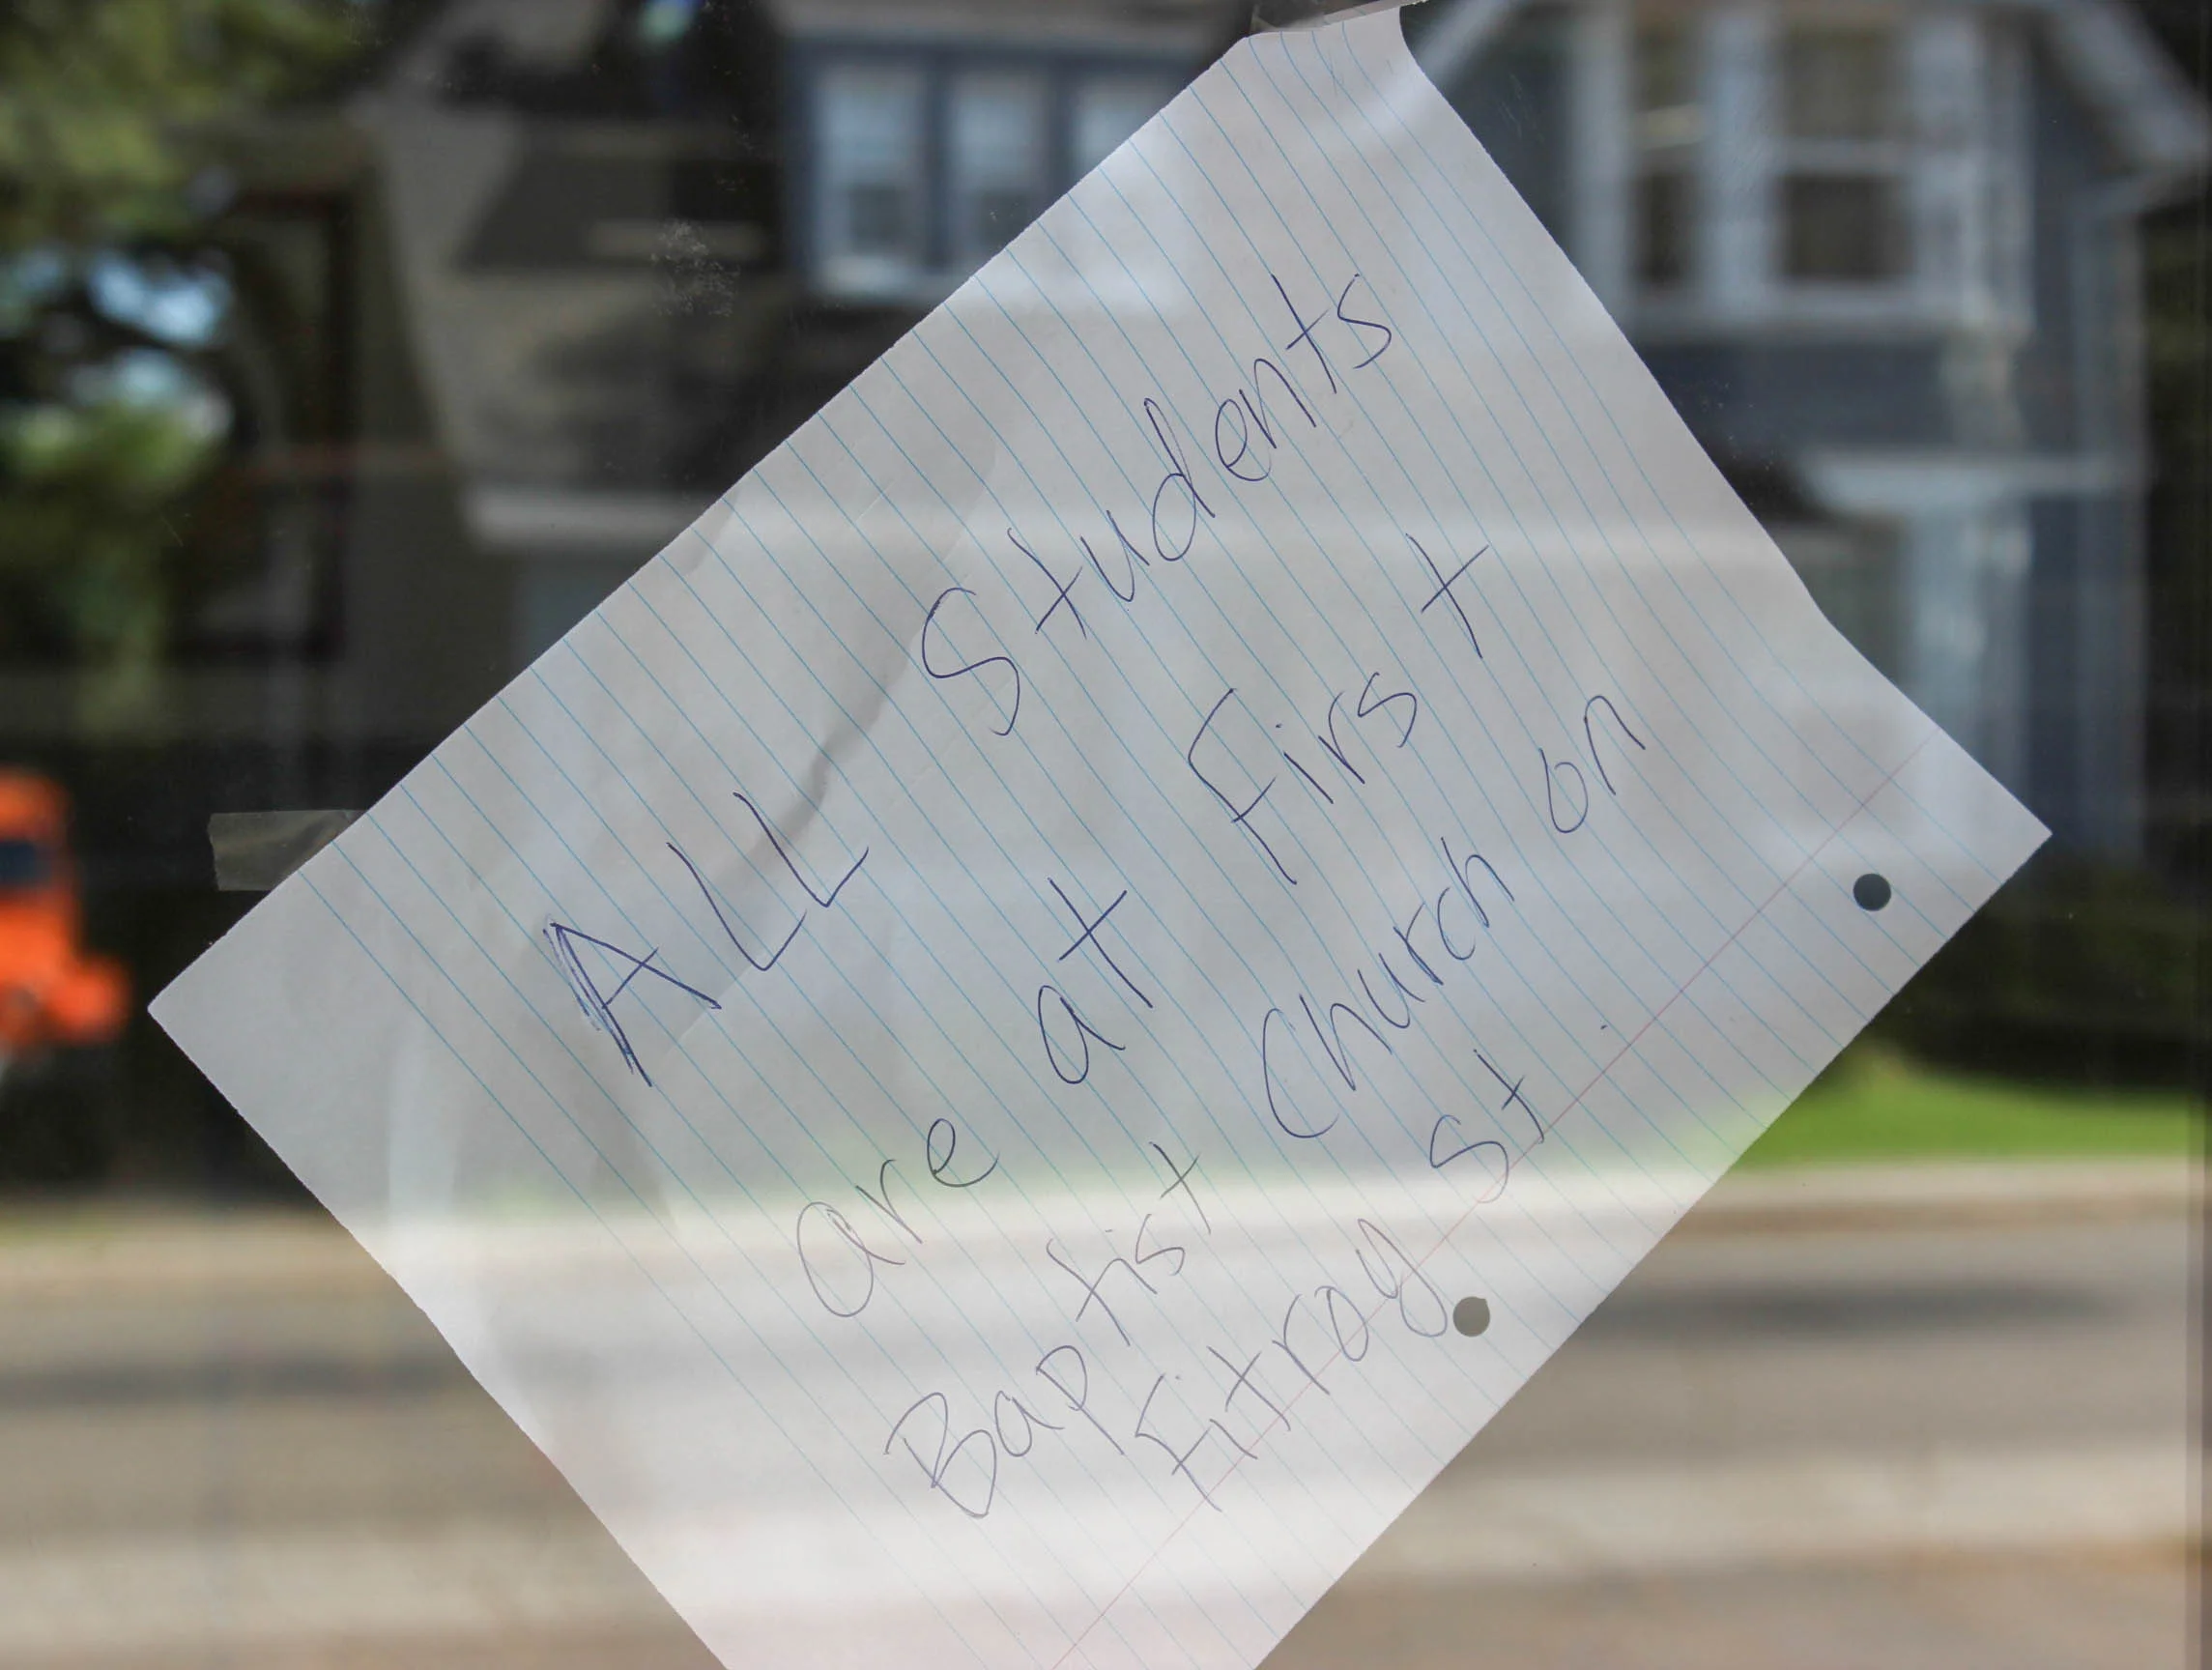 ALL Students
are at First
Baptist Church on
Fitroy St.